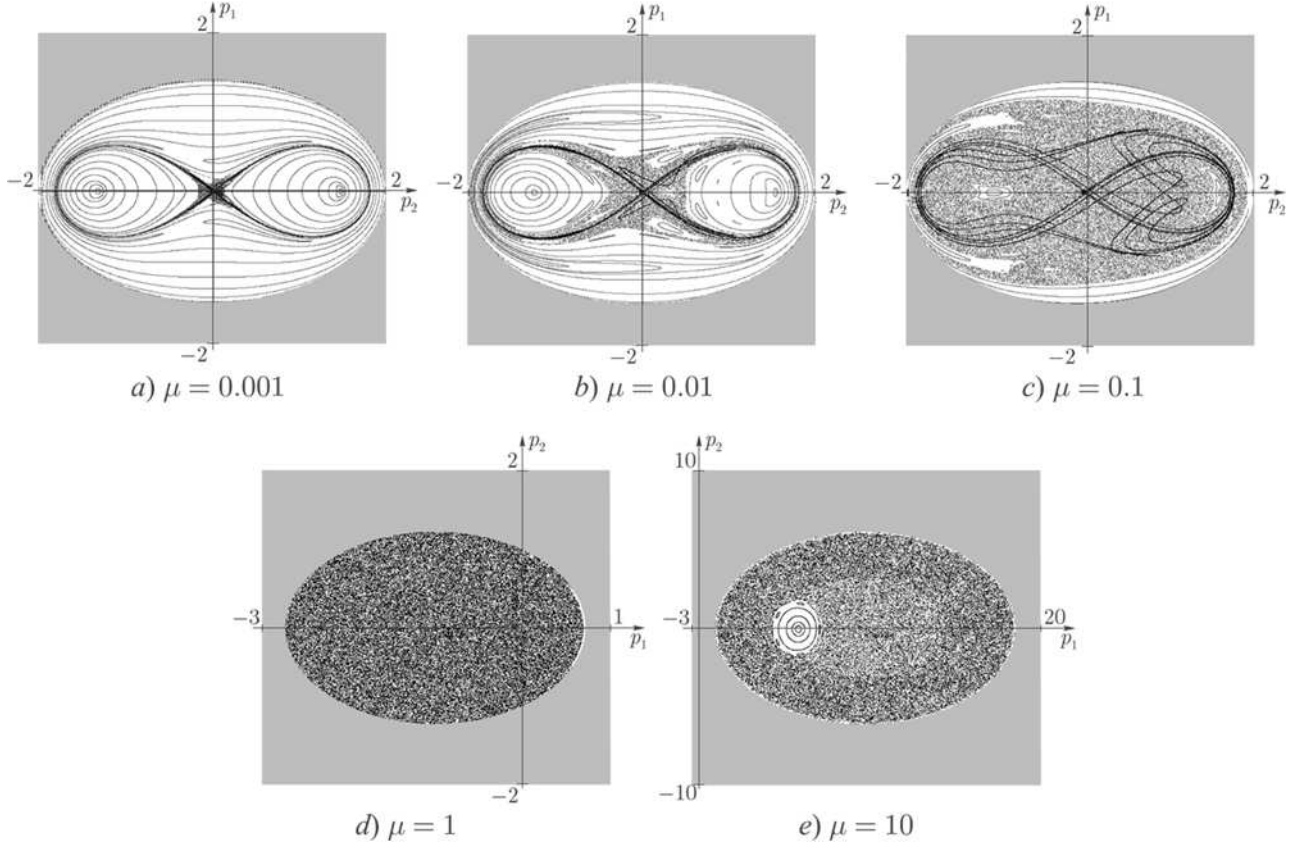 2 p₁
−2 2 p₂
−2
a) μ = 0.001
2 p₁
−2 2 p₂
−2
b) μ = 0.01
2 p₁
−2 2 p₂
−2
c) μ = 0.1
2 p₂
−3 1 p₁
−2
d) μ = 1
10 p₂
−3 20 p₁
−10
e) μ = 10